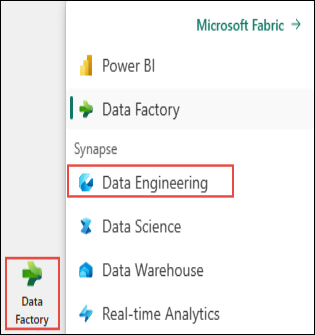 Microsoft Fabric →
Power BI
Data Factory
Synapse
Data Engineering
Data Science
Data Warehouse
Real-time Analytics
Data
Factory